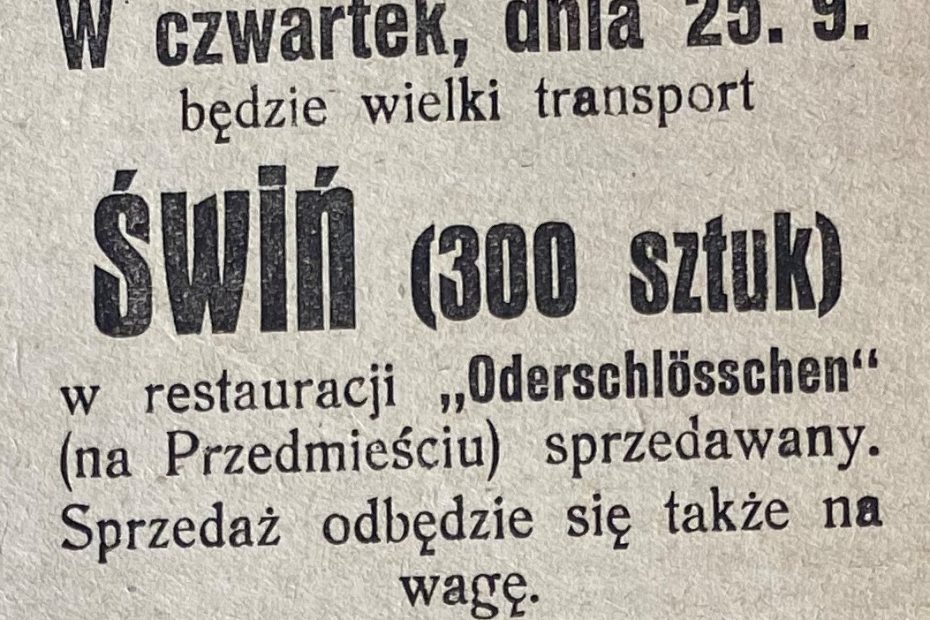 W czwartek, dnia 25. 9.
będzie wielki transport
świń (300 sztuk)
w restauracji „Oderschlösschen“
(na Przedmieściu) sprzedawany.
Sprzedaż odbędzie się także na
wagę.